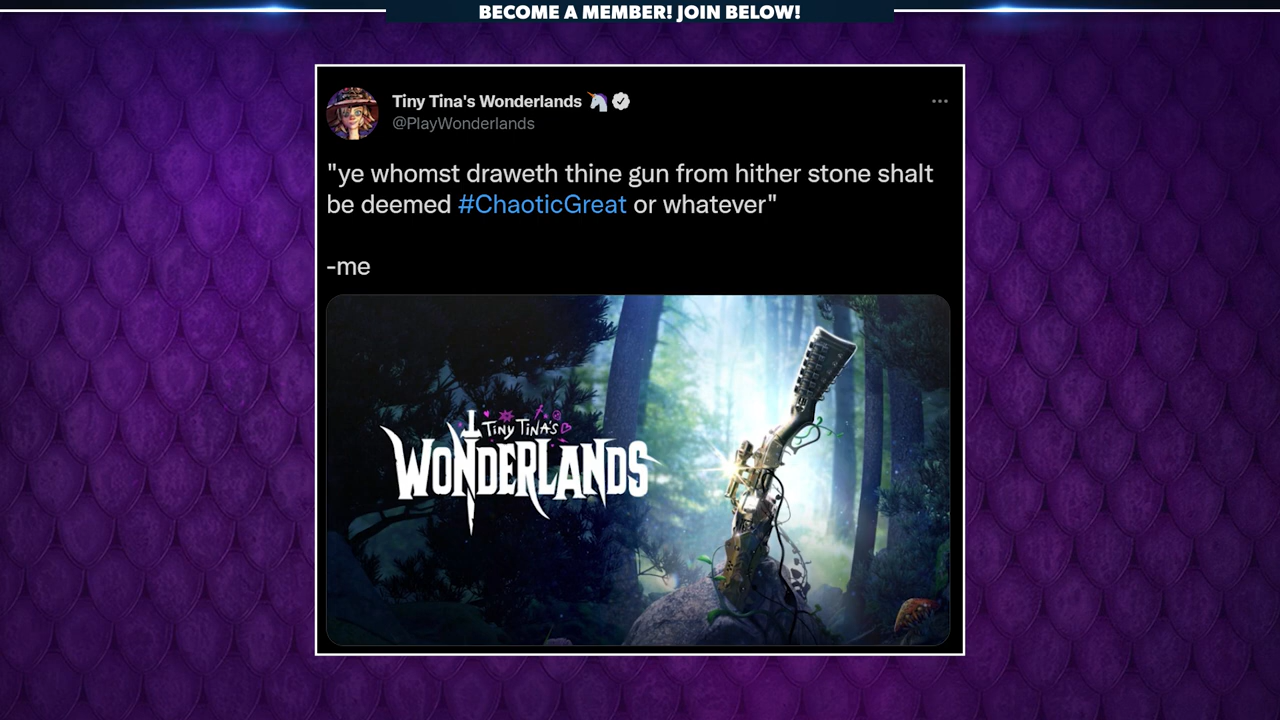 BECOME A MEMBER! JOIN BELOW!
Tiny Tina's Wonderlands
@PlayWonderlands
"ye whomst draweth thine gun from hither stone shalt
be deemed #ChaoticGreat or whatever"
-me
TiNY TiNA'S
WONDERLANDS